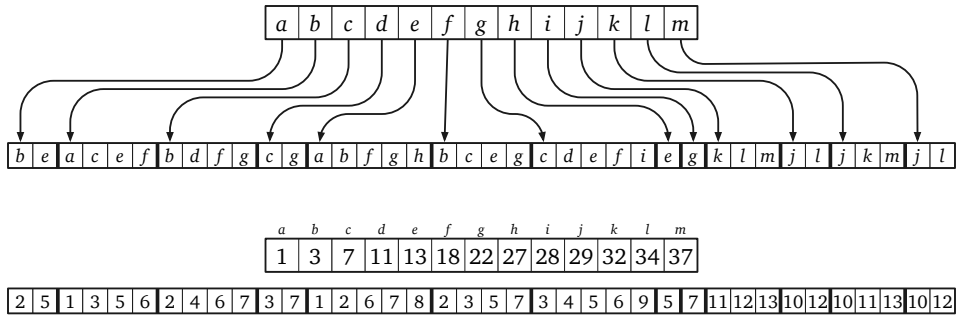 a b c d e f g h i j k l m
b e a c e f b d f g c g a b f g h b c e g c d e f i e g k l m j l j k m j l
a b c d e f g h i j k l m
1 3 7 11 13 18 22 27 28 29 32 34 37
2 5 1 3 5 6 2 4 6 7 3 7 1 2 6 7 8 2 3 5 7 3 4 5 6 9 5 7 11 12 13 10 12 10 11 13 10 12